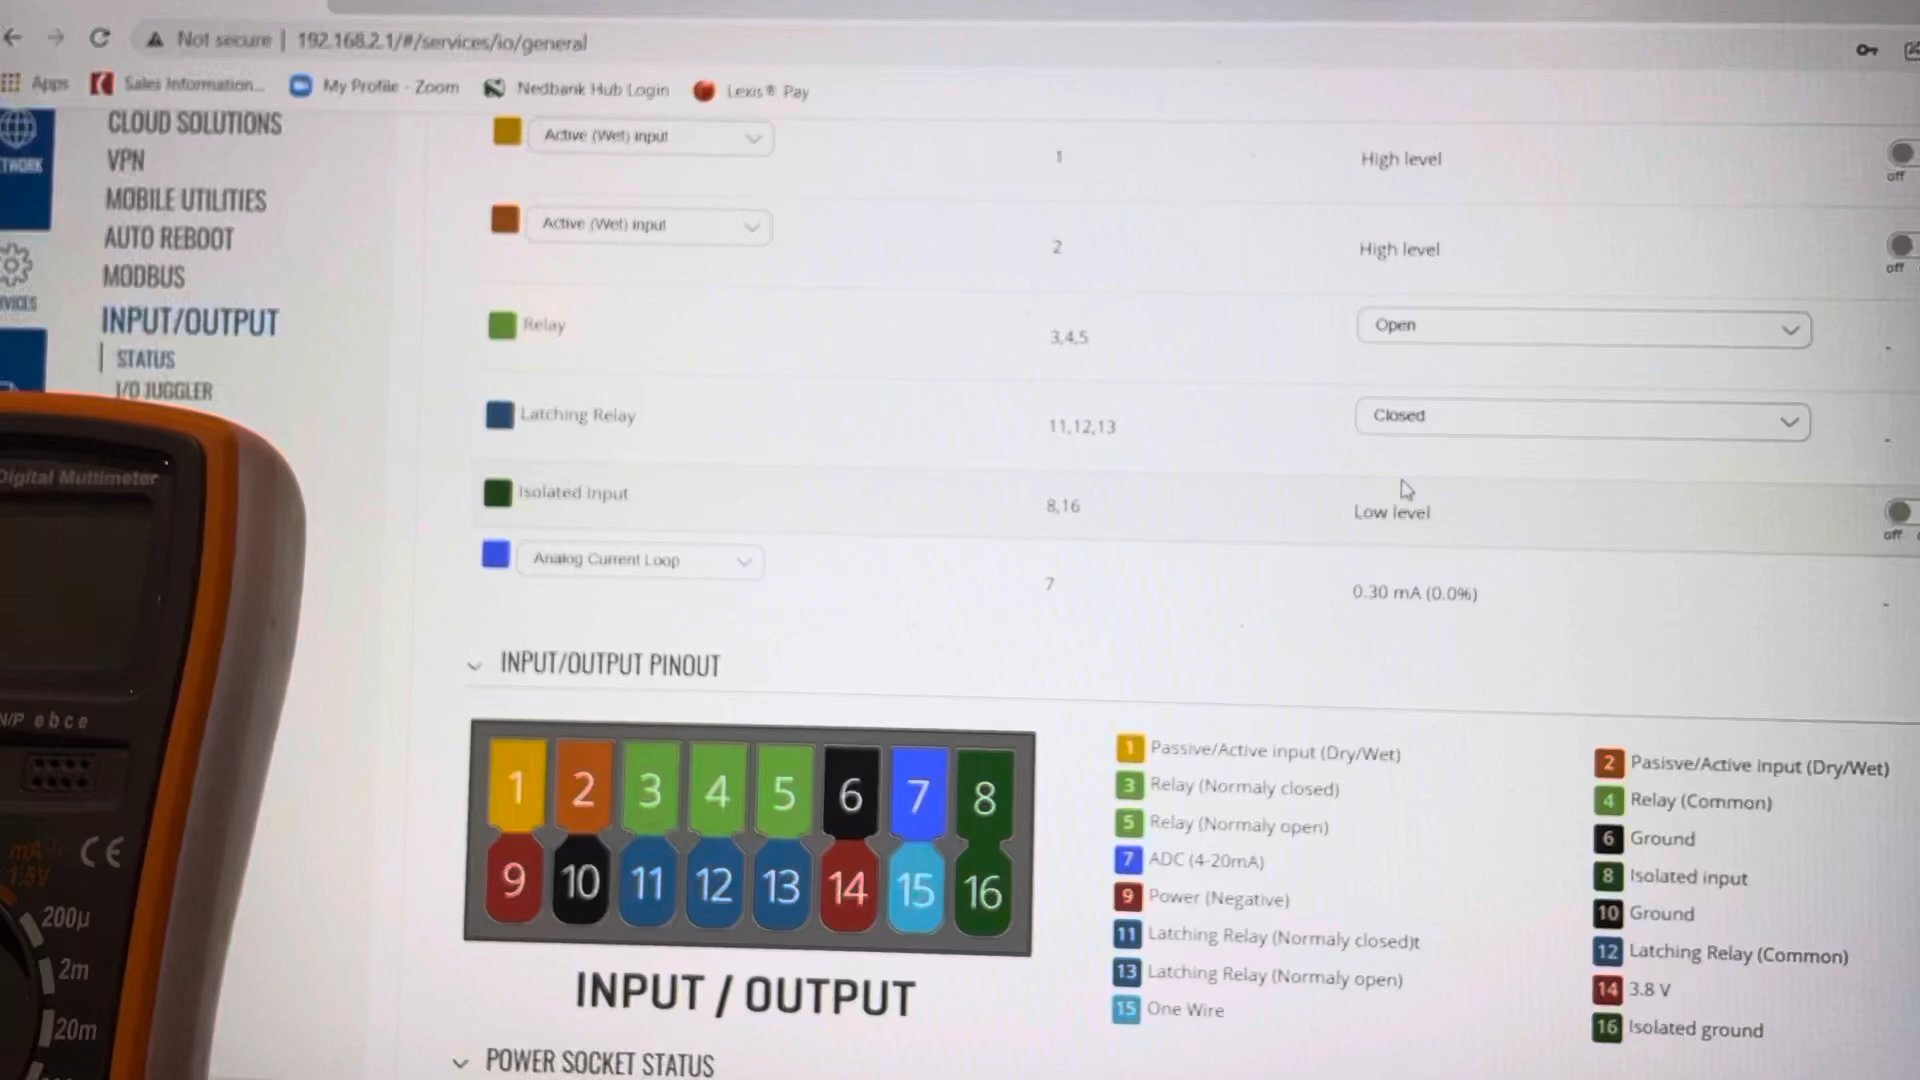 Not secure | 192.168.2.1/#/services/io/general
Apps Sales Information... My Profile - Zoom Nedbank Hub Login Lexis® Pay
CLOUD SOLUTIONS
VPN
MOBILE UTILITIES
AUTO REBOOT
MODBUS
INPUT/OUTPUT
STATUS
I/O JUGGLER
Active (Wet) input 1 High level off
Active (Wet) input 2 High level off
Relay 3,4,5 Open
Latching Relay 11,12,13 Closed
Isolated Input 8,16 Low level off
Analog Current Loop 7 0.30 mA (0.0%)
INPUT/OUTPUT PINOUT
1 2 3 4 5 6 7 8
9 10 11 12 13 14 15 16
INPUT / OUTPUT
1 Passive/Active input (Dry/Wet)
3 Relay (Normaly closed)
5 Relay (Normaly open)
7 ADC (4-20mA)
9 Power (Negative)
11 Latching Relay (Normaly closed)t
13 Latching Relay (Normaly open)
15 One Wire
2 Pasisve/Active input (Dry/Wet)
4 Relay (Common)
6 Ground
8 Isolated input
10 Ground
12 Latching Relay (Common)
14 3.8 V
16 Isolated ground
POWER SOCKET STATUS
Digital Multimeter
N/P e b c e
CE
1.5V
200µ
2m
20m